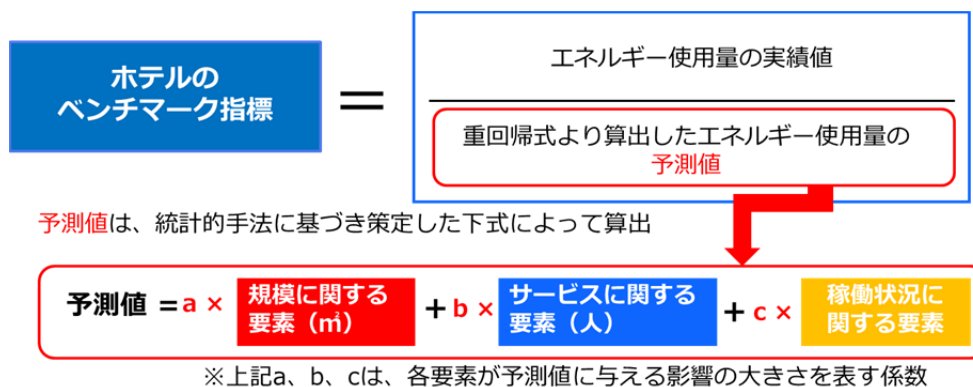 ホテルの
ベンチマーク指標
=
エネルギー使用量の実績値
重回帰式より算出したエネルギー使用量の
予測値
予測値は、統計的手法に基づき策定した下式によって算出
予測値 =a × 規模に関する要素（㎡） + b × サービスに関する要素（人） + c × 稼働状況に関する要素
※上記a、b、cは、各要素が予測値に与える影響の大きさを表す係数